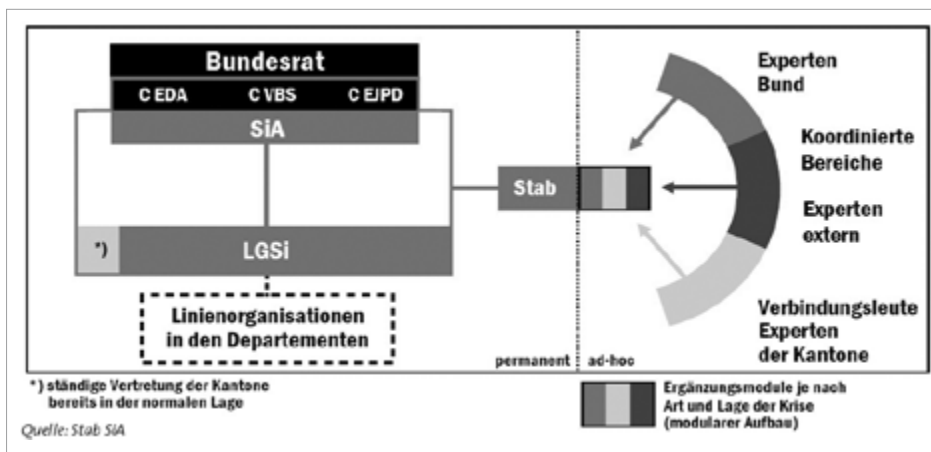 Bundesrat
C EDA C VBS C EJPD
SiA
*) LGSi
Linienorganisationen
in den Departementen
Stab
permanent ad-hoc
Experten
Bund
Koordinierte
Bereiche
Experten
extern
Verbindungsleute
Experten
der Kantone
*) ständige Vertretung der Kantone
bereits in der normalen Lage
Ergänzungsmodule je nach
Art und Lage der Krise
(modularer Aufbau)
Quelle: Stab SiA